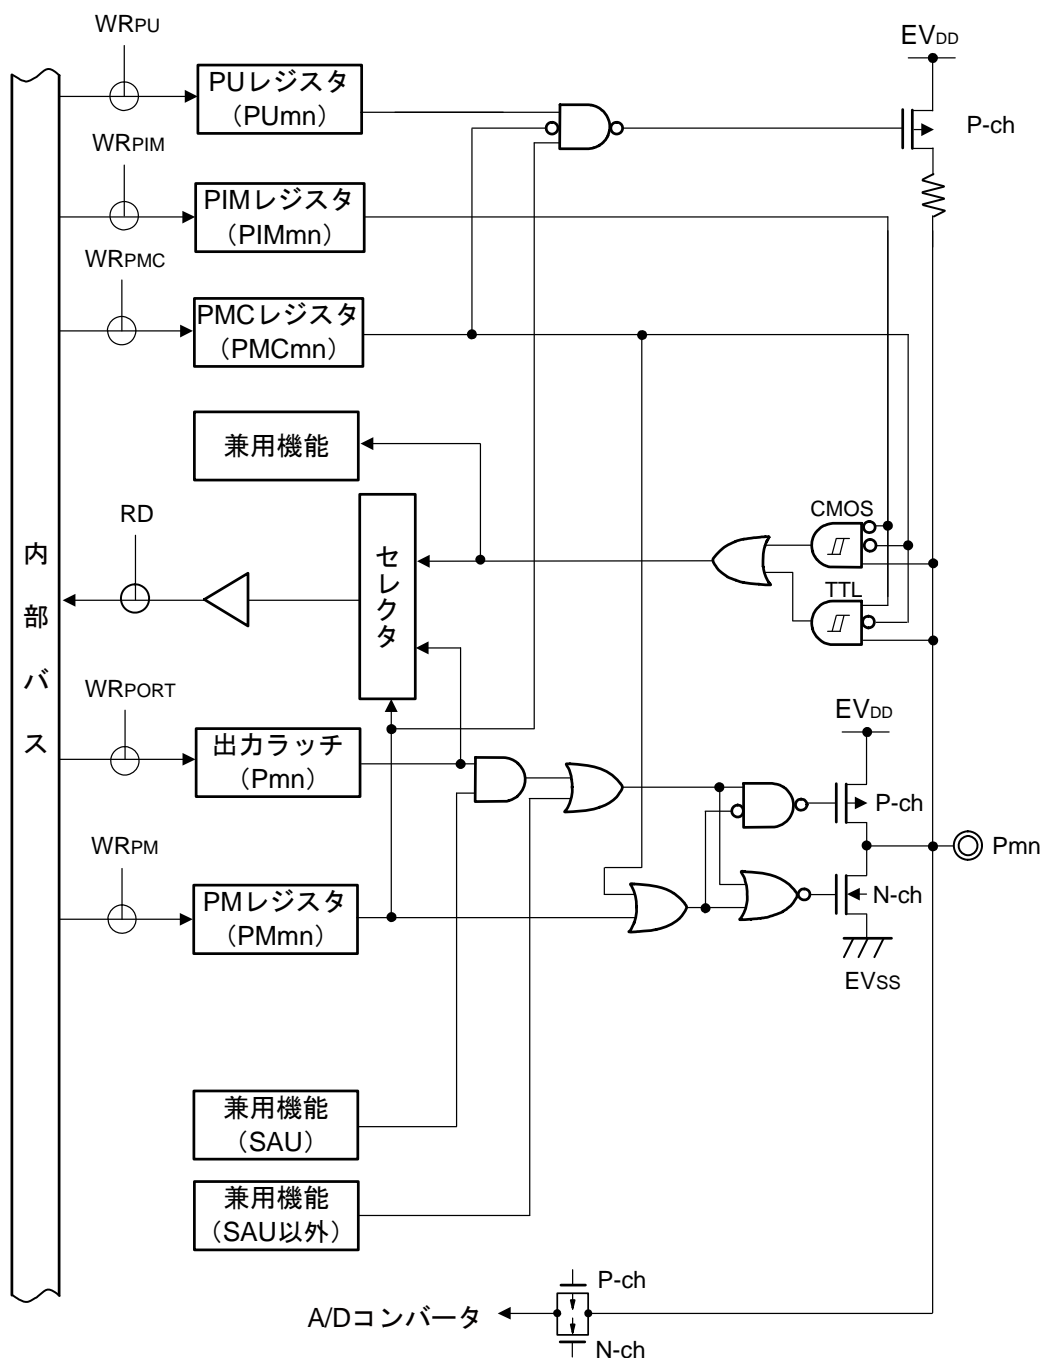 WRPU
EVDD
PUレジスタ
（PUmn）
P-ch
WRPIM
PIMレジスタ
（PIMmn）
WRPMC
PMCレジスタ
（PMCmn）
兼用機能
CMOS
RD
セレクタ
TTL
内部バス
WRPORT
EVDD
出力ラッチ
（Pmn）
P-ch
Pmn
WRPM
PMレジスタ
（PMmn）
N-ch
EVSS
兼用機能
（SAU）
兼用機能
（SAU以外）
P-ch
A/Dコンバータ
N-ch